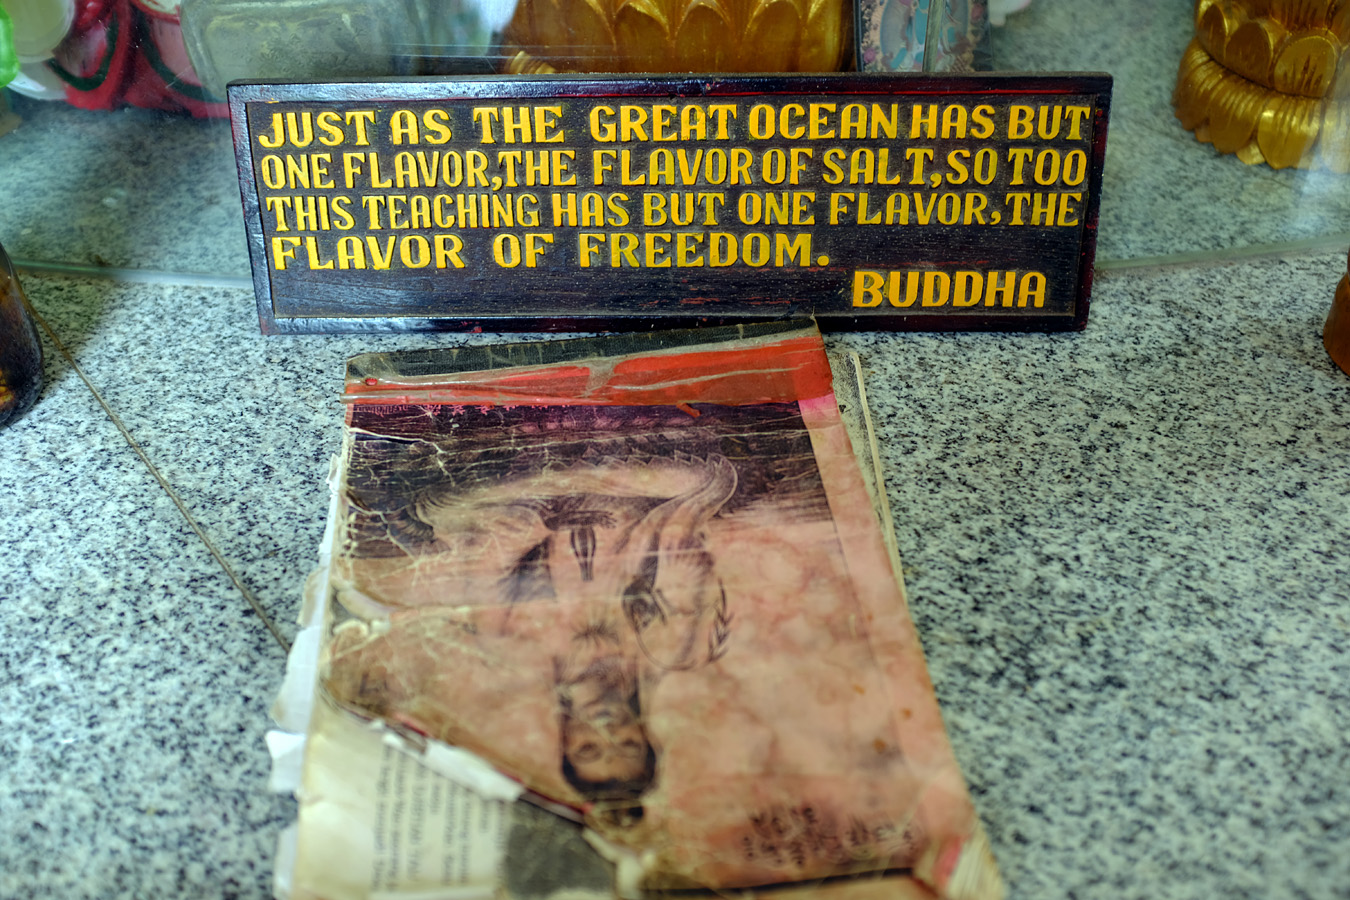 JUST AS THE GREAT OCEAN HAS BUT
ONE FLAVOR, THE FLAVOR OF SALT, SO TOO
THIS TEACHING HAS BUT ONE FLAVOR, THE
FLAVOR OF FREEDOM.
BUDDHA